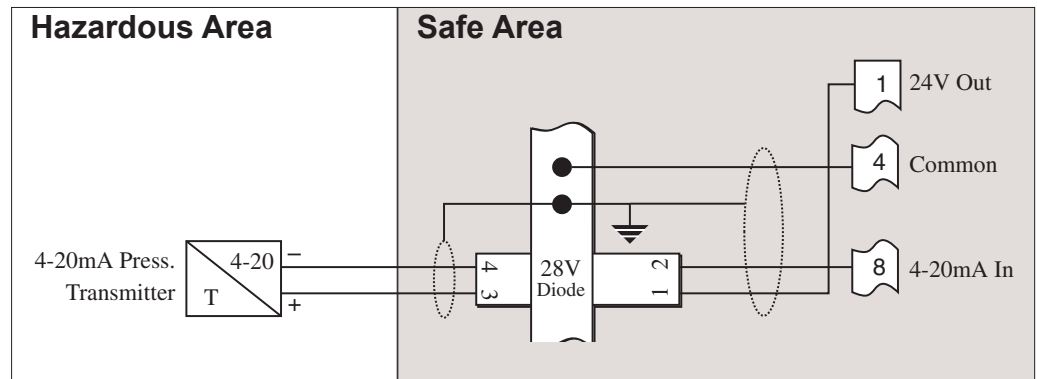 Hazardous Area
Safe Area
1
24V Out
4
Common
4-20mA Press.
Transmitter
4-20
T
–
+
4
3
28V
Diode
2
1
8
4-20mA In